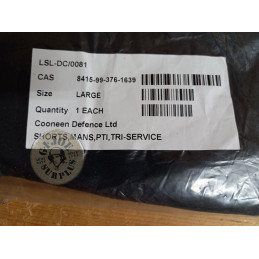 LSL-DC/0081
CAS 8415-99-376-1639
Size LARGE
Quantity 1 EACH
Cooneen Defence Ltd
SHORTS,MANS,PTI,TRI-SERVICE
SURPLUS